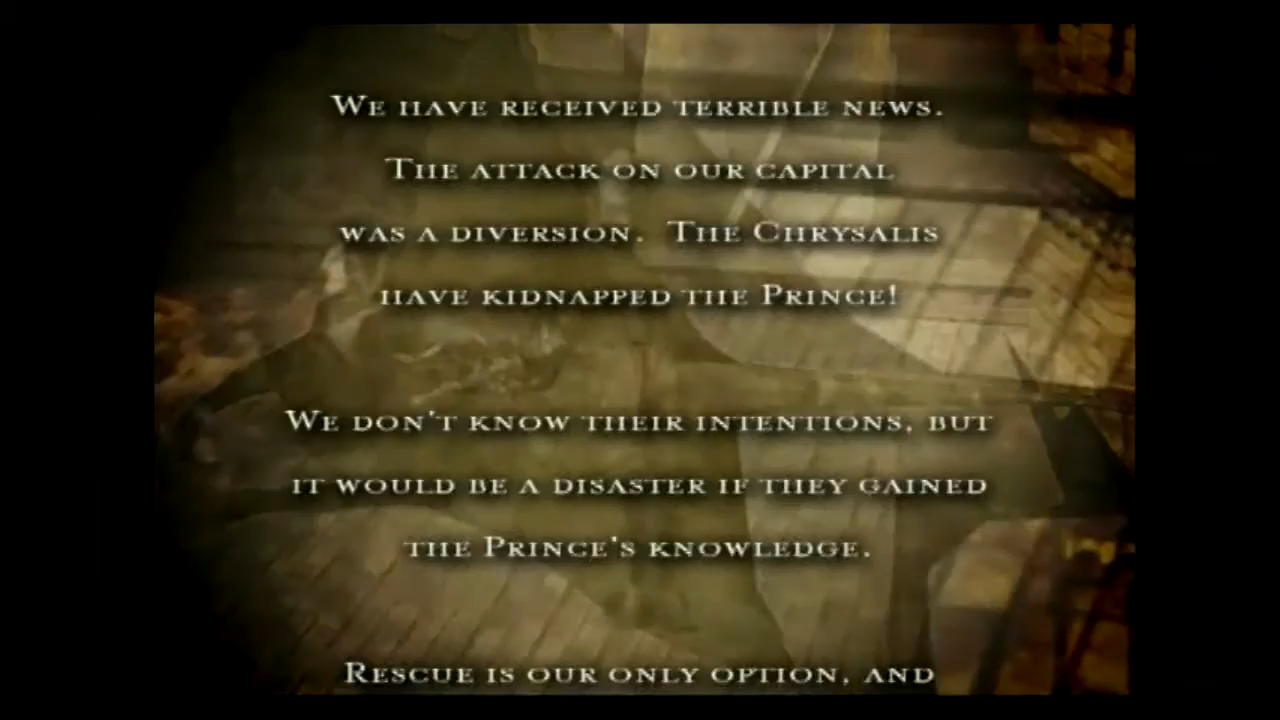 We have received terrible news.
The attack on our capital
was a diversion. The Chrysalis
have kidnapped the Prince!
We don't know their intentions, but
it would be a disaster if they gained
the Prince's knowledge.
Rescue is our only option, and